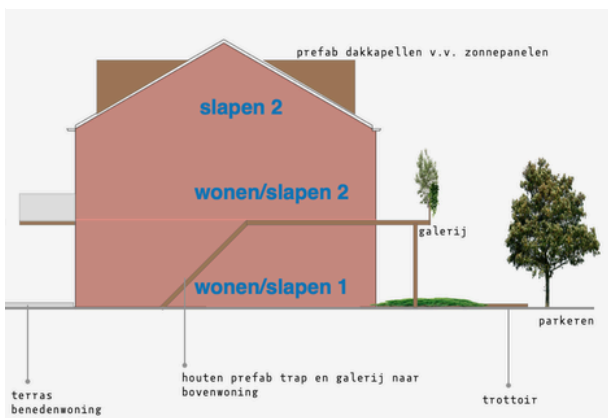 prefab dakkapellen v.v. zonnepanelen
slapen 2
wonen/slapen 2
galerij
wonen/slapen 1
parkeren
houten prefab trap en galerij naar
bovenwoning
terras
benedenwoning
trottoir